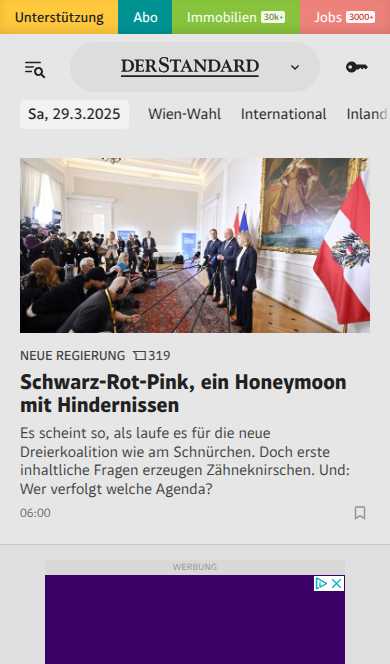 Unterstützung Abo Immobilien 30k+ Jobs 3000+
DERSTANDARD
Sa, 29.3.2025 Wien-Wahl International Inland
NEUE REGIERUNG 319
Schwarz-Rot-Pink, ein Honeymoon
mit Hindernissen
Es scheint so, als laufe es für die neue
Dreierkoalition wie am Schnürchen. Doch erste
inhaltliche Fragen erzeugen Zähneknirschen. Und:
Wer verfolgt welche Agenda?
06:00
WERBUNG